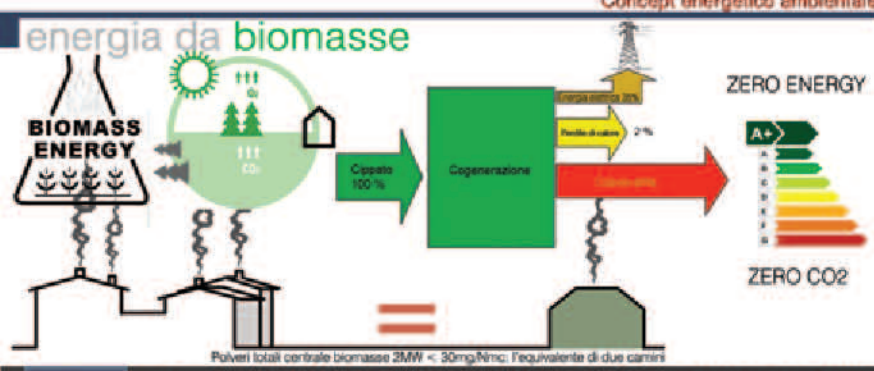 Concept energetico ambientale
energia da biomasse
BIOMASS
ENERGY
O₂
CO₂
Cippato
100 %
Cogenerazione
Energia elettrica
Perdite di calore
2 %
ZERO ENERGY
A+
A
B
C
D
E
F
G
ZERO CO2
Polveri totali centrale biomasse 2MW < 30mg/Nmc: l'equivalente di due camini